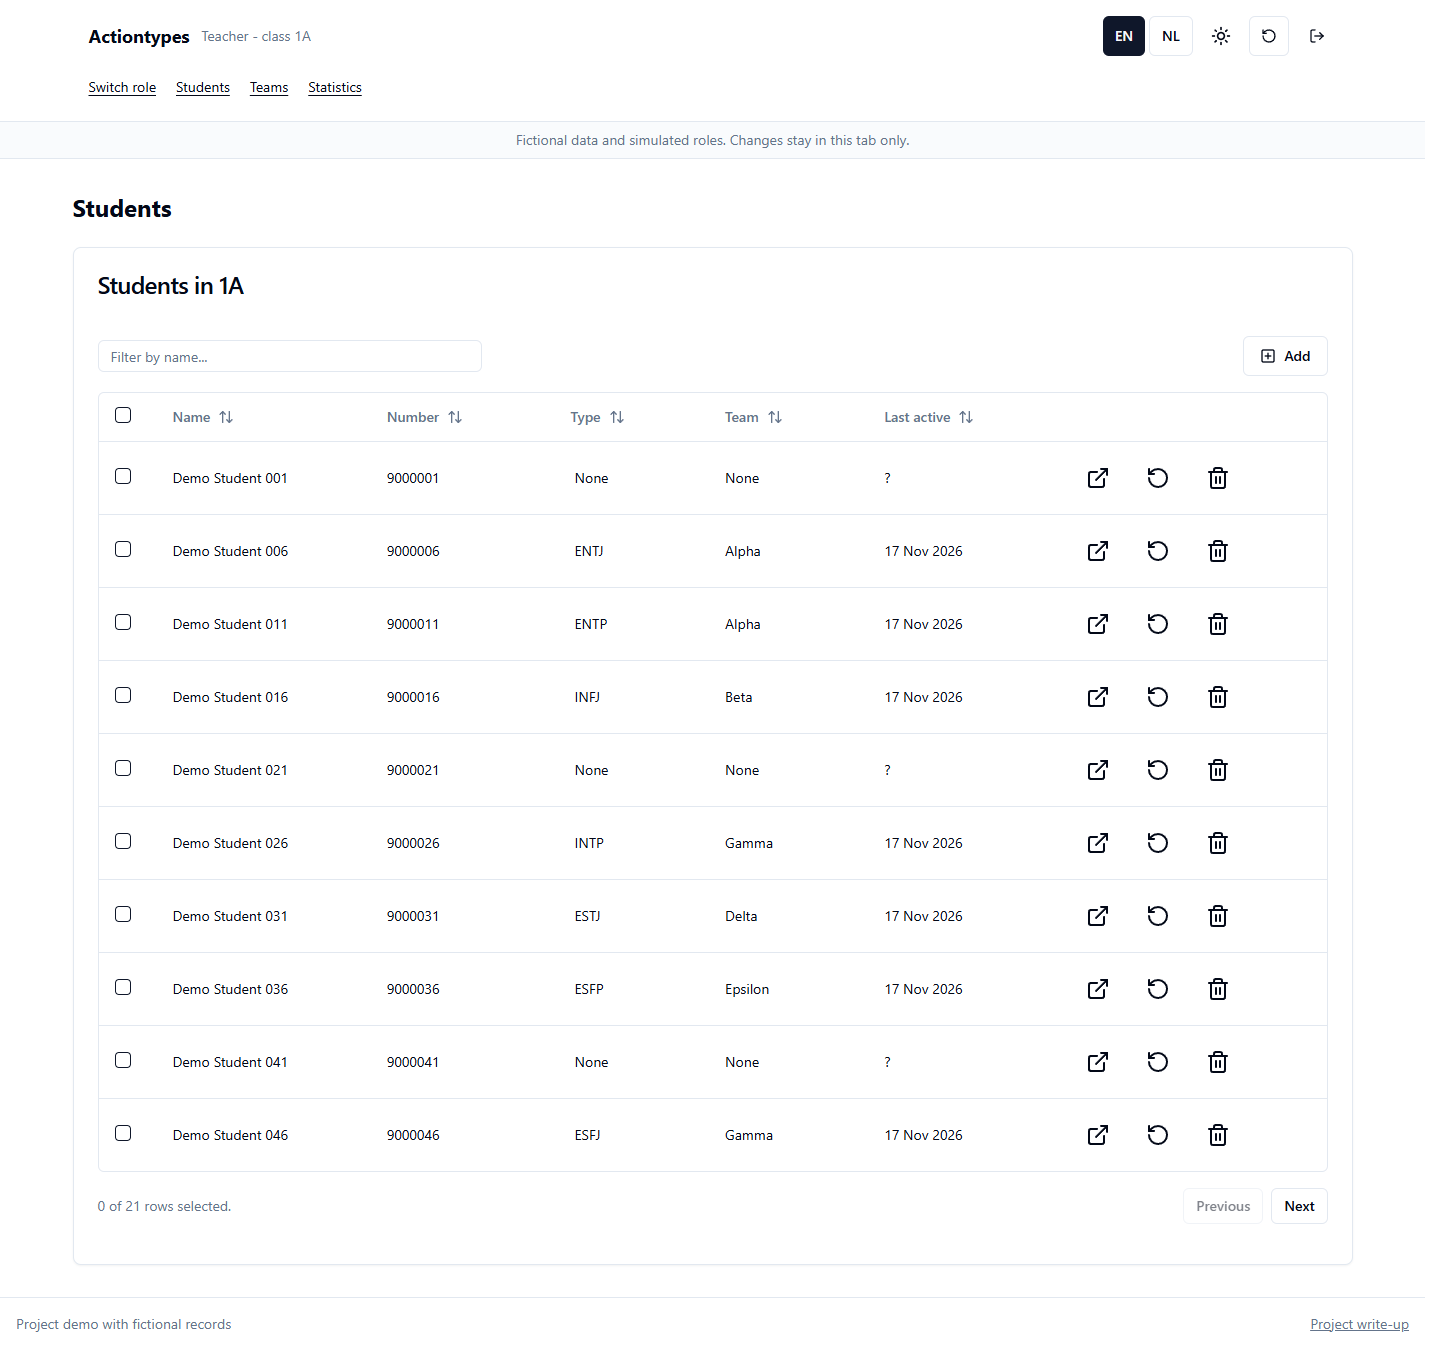 Actiontypes Teacher - class 1A EN NL
Switch role Students Teams Statistics
Fictional data and simulated roles. Changes stay in this tab only.
Students
Students in 1A
Filter by name... Add
Name Number Type Team Last active
Demo Student 001 9000001 None None ?
Demo Student 006 9000006 ENTJ Alpha 17 Nov 2026
Demo Student 011 9000011 ENTP Alpha 17 Nov 2026
Demo Student 016 9000016 INFJ Beta 17 Nov 2026
Demo Student 021 9000021 None None ?
Demo Student 026 9000026 INTP Gamma 17 Nov 2026
Demo Student 031 9000031 ESTJ Delta 17 Nov 2026
Demo Student 036 9000036 ESFP Epsilon 17 Nov 2026
Demo Student 041 9000041 None None ?
Demo Student 046 9000046 ESFJ Gamma 17 Nov 2026
0 of 21 rows selected. Previous Next
Project demo with fictional records Project write-up